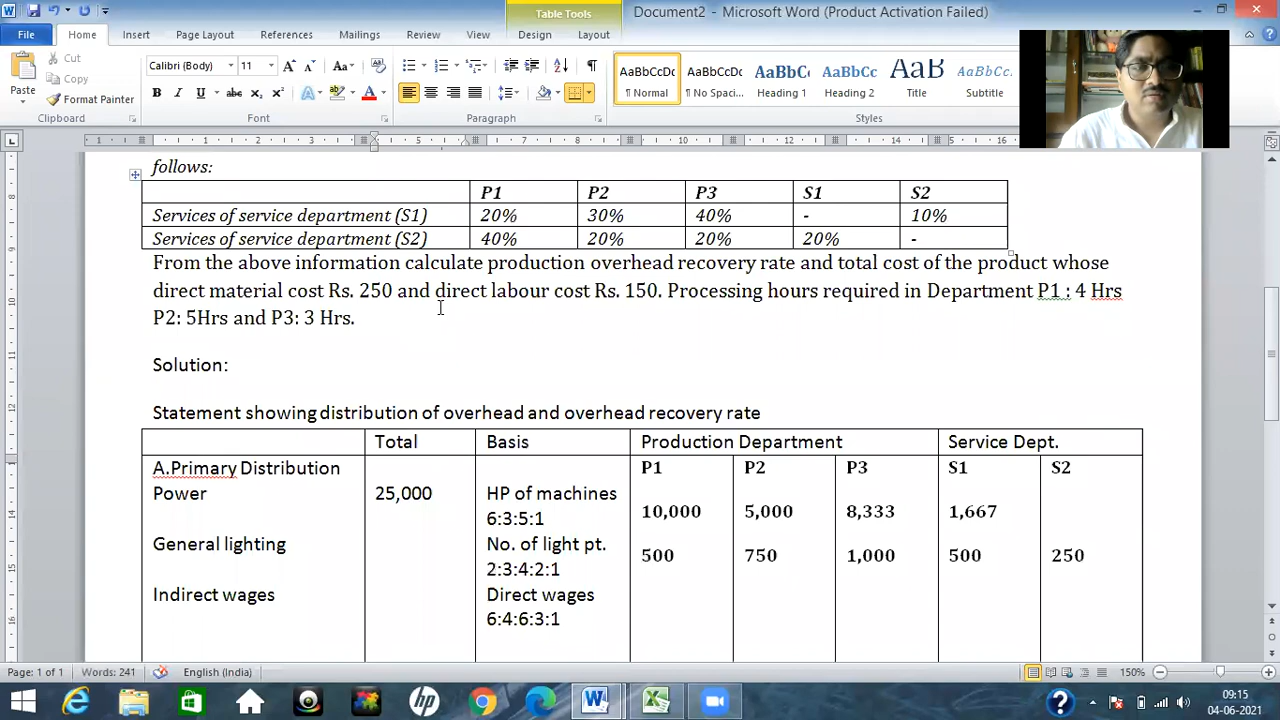 Table Tools
Document2 - Microsoft Word (Product Activation Failed)
File Home Insert Page Layout References Mailings Review View Design Layout
Paste
Cut
Copy
Format Painter
Calibri (Body) 11
AaBbCcDc AaBbCcDc AaBbC AaBbCc AaB AaBbCcL
¶ Normal ¶ No Spaci... Heading 1 Heading 2 Title Subtitle
Clipboard Font Paragraph Styles
follows:
P1 P2 P3 S1 S2
Services of service department (S1) 20% 30% 40% - 10%
Services of service department (S2) 40% 20% 20% 20% -
From the above information calculate production overhead recovery rate and total cost of the product whose
direct material cost Rs. 250 and direct labour cost Rs. 150. Processing hours required in Department P1 : 4 Hrs
P2: 5Hrs and P3: 3 Hrs.
Solution:
Statement showing distribution of overhead and overhead recovery rate
Total Basis Production Department Service Dept.
A.Primary Distribution P1 P2 P3 S1 S2
Power 25,000 HP of machines
6:3:5:1 10,000 5,000 8,333 1,667
General lighting No. of light pt.
2:3:4:2:1 500 750 1,000 500 250
Indirect wages Direct wages
6:4:6:3:1
Page: 1 of 1 Words: 241 English (India) 150%
09:15
04-06-2021